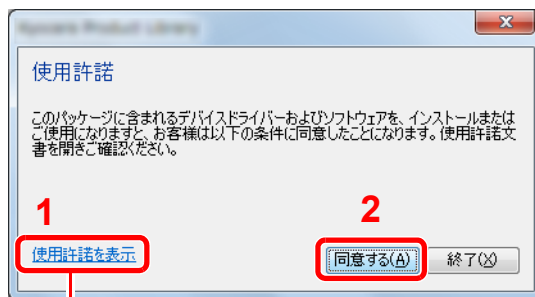 Kyocera Product Library
使用許諾
このパッケージに含まれるデバイスドライバーおよびソフトウェアを、インストールまたは
ご使用になりますと、お客様は以下の条件に同意したことになります。使用許諾文
書を開きご確認ください。
1
2
使用許諾を表示
同意する(A)
終了(X)